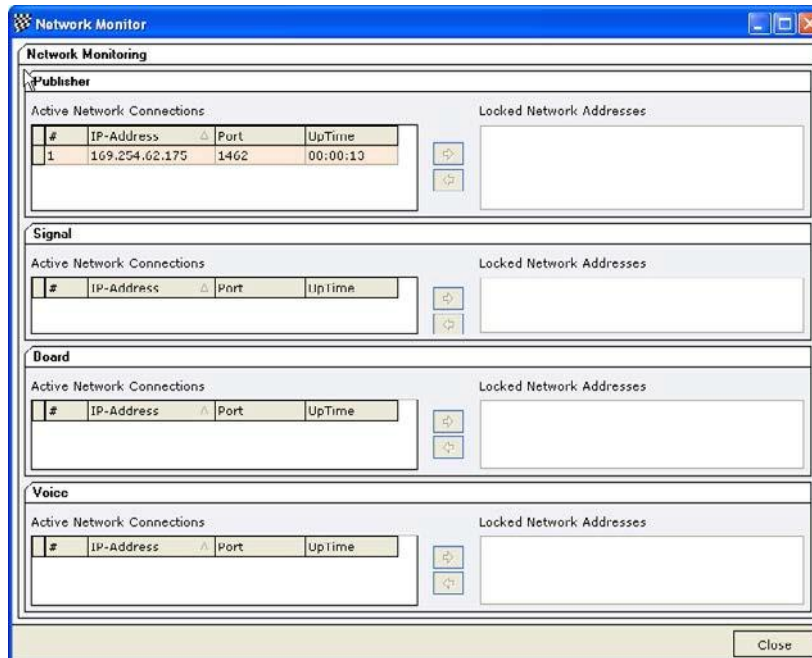 Network Monitor
Network Monitoring
Publisher
Active Network Connections Locked Network Addresses
# IP-Address Port UpTime
1 169.254.62.175 1462 00:00:13
Signal
Active Network Connections Locked Network Addresses
# IP-Address Port UpTime
Board
Active Network Connections Locked Network Addresses
# IP-Address Port UpTime
Voice
Active Network Connections Locked Network Addresses
# IP-Address Port UpTime
Close